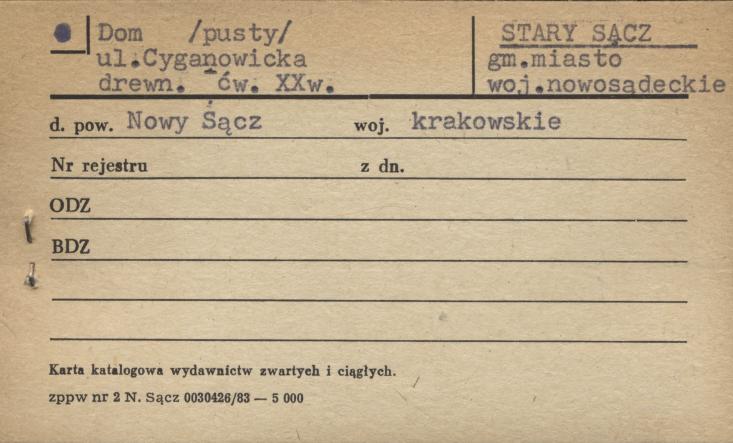 Dom /pusty/ STARY SĄCZ
ul.Cyganowicka gm.miasto
drewn. ćw. XXw. woj.nowosądeckie
d. pow. Nowy Sącz woj. krakowskie
Nr rejestru z dn.
ODZ
BDZ
Karta katalogowa wydawnictw zwartych i ciągłych.
zppw nr 2 N. Sącz 0030426/83 — 5 000